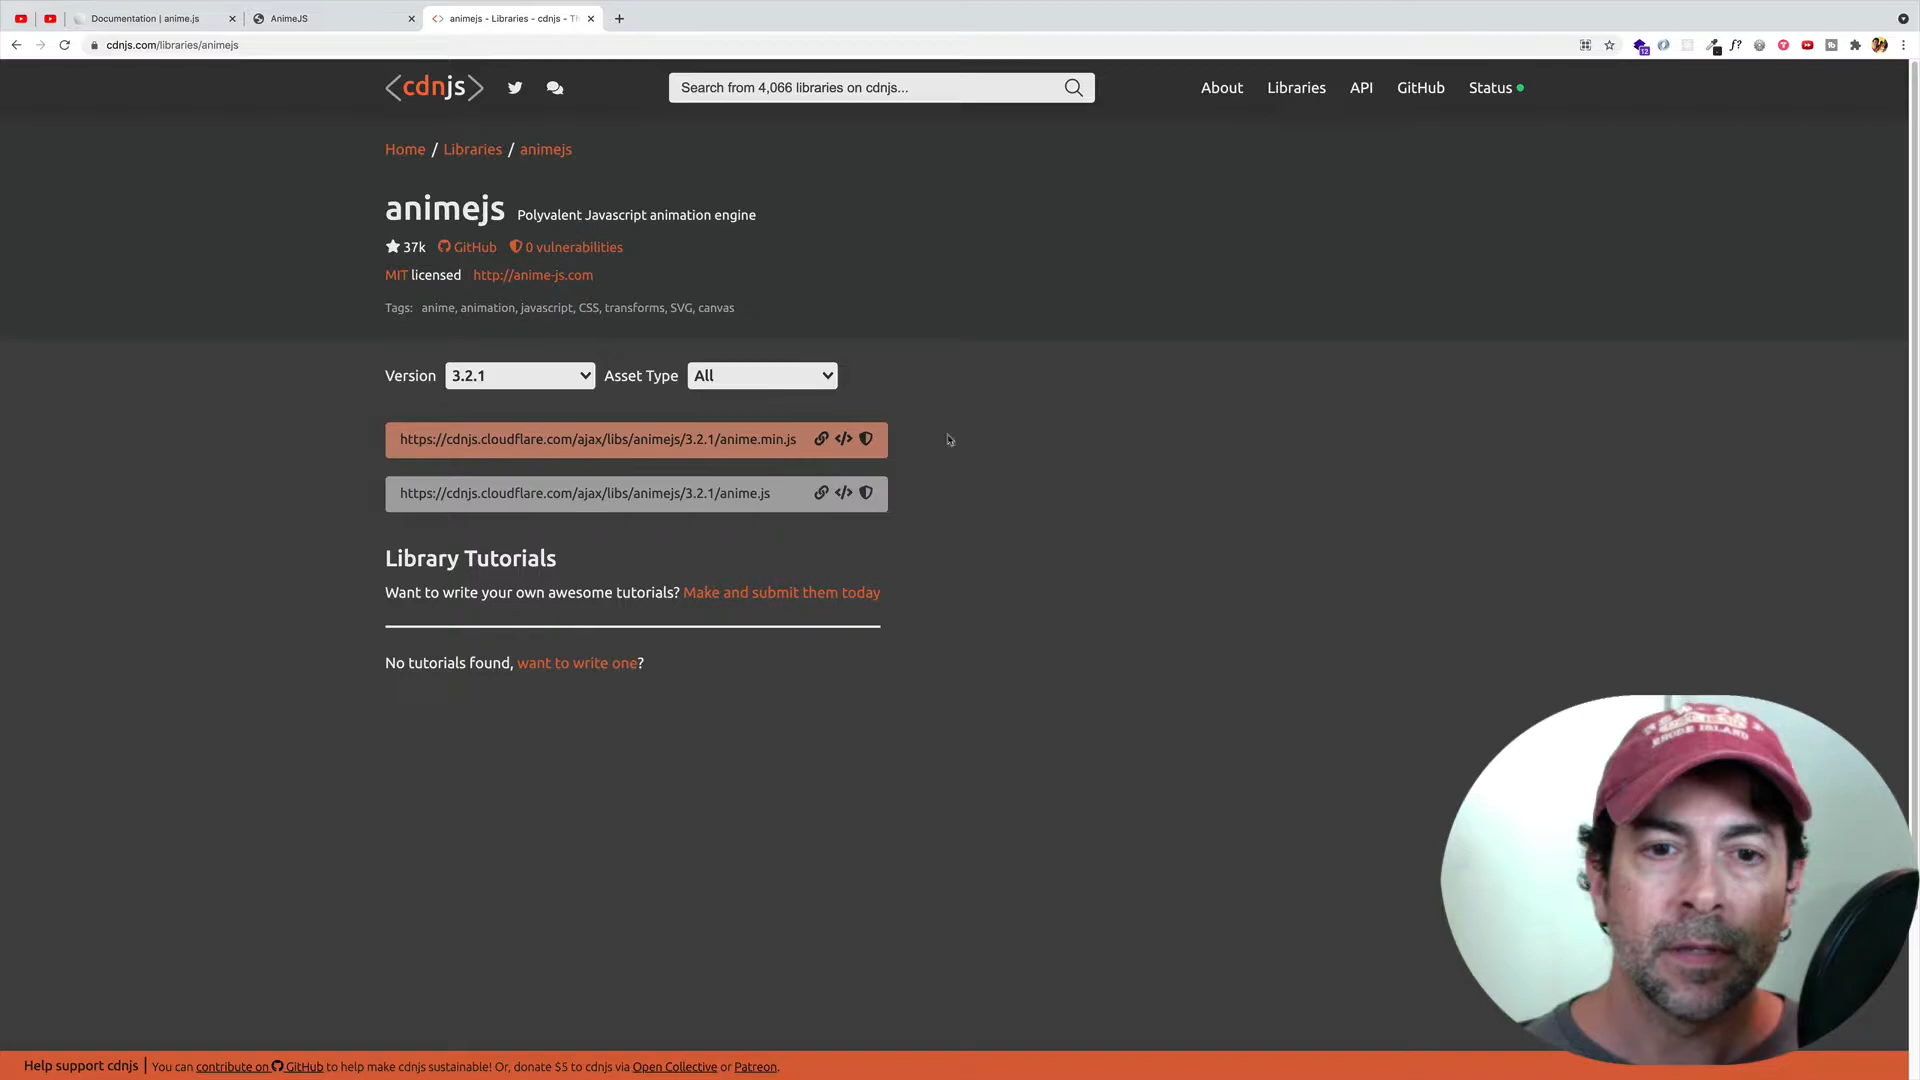 Documentation | anime.js
AnimeJS
animejs - Libraries - cdnjs - Th
cdnjs.com/libraries/animejs
12
f?
<cdnjs>
Search from 4,066 libraries on cdnjs...
About
Libraries
API
GitHub
Status
Home / Libraries / animejs
animejs Polyvalent Javascript animation engine
37k GitHub 0 vulnerabilities
MIT licensed http://anime-js.com
Tags: anime, animation, javascript, CSS, transforms, SVG, canvas
Version 3.2.1 Asset Type All
https://cdnjs.cloudflare.com/ajax/libs/animejs/3.2.1/anime.min.js </>
https://cdnjs.cloudflare.com/ajax/libs/animejs/3.2.1/anime.js </>
Library Tutorials
Want to write your own awesome tutorials? Make and submit them today
No tutorials found, want to write one?
RHODE ISLAND
Help support cdnjs | You can contribute on GitHub to help make cdnjs sustainable! Or, donate $5 to cdnjs via Open Collective or Patreon.